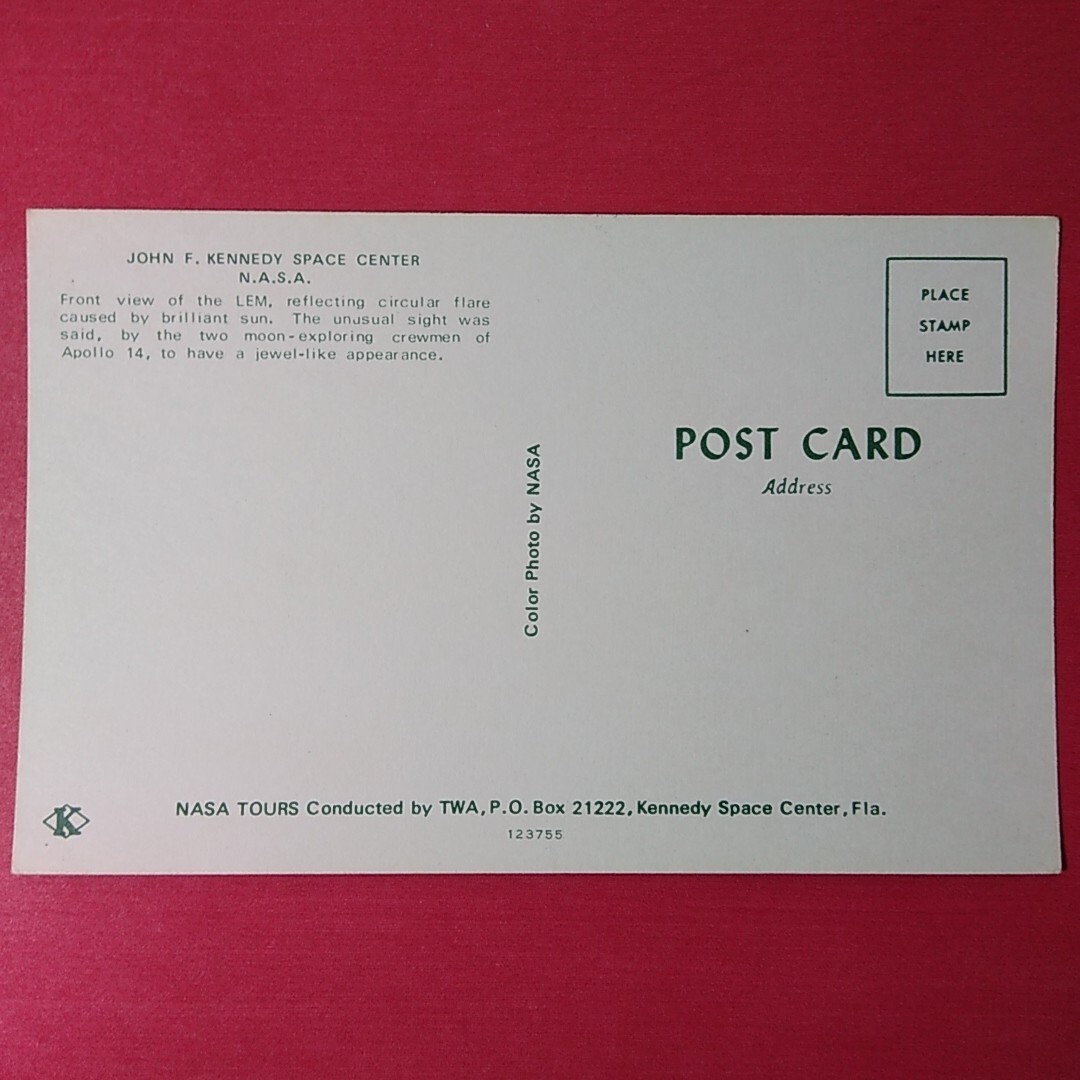 JOHN F. KENNEDY SPACE CENTER
N.A.S.A.
Front view of the LEM, reflecting circular flare
caused by brilliant sun. The unusual sight was
said, by the two moon-exploring crewmen of
Apollo 14, to have a jewel-like appearance.
PLACE
STAMP
HERE
POST CARD
Address
Color Photo by NASA
K
NASA TOURS Conducted by TWA, P.O. Box 21222, Kennedy Space Center, Fla.
123755